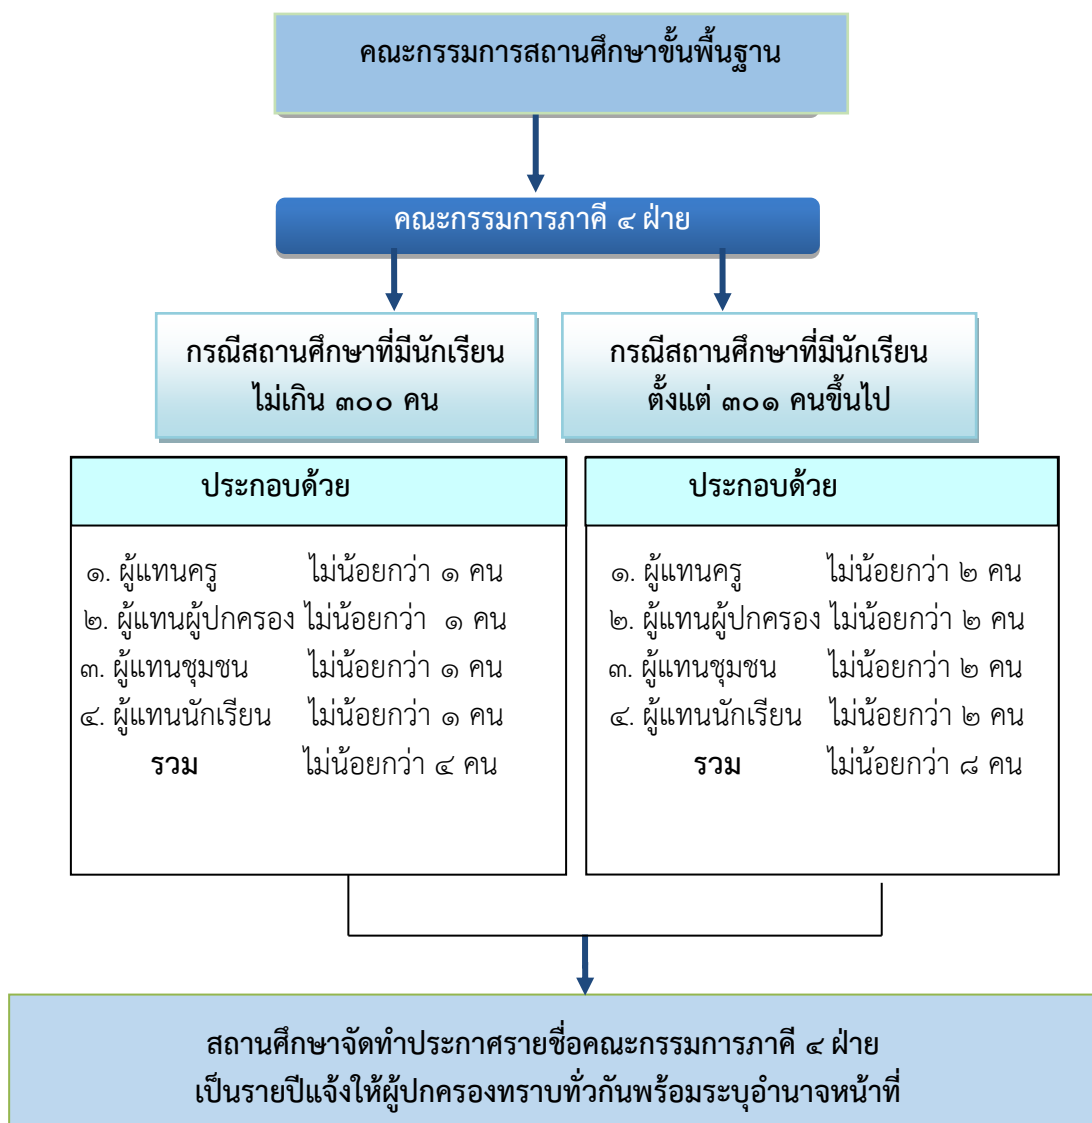 คณะกรรมการสถานศึกษาขั้นพื้นฐาน
คณะกรรมการภาคี ๔ ฝ่าย
กรณีสถานศึกษาที่มีนักเรียน
ไม่เกิน ๓๐๐ คน
กรณีสถานศึกษาที่มีนักเรียน
ตั้งแต่ ๓๐๑ คนขึ้นไป
ประกอบด้วย
๑. ผู้แทนครู ไม่น้อยกว่า ๑ คน
๒. ผู้แทนผู้ปกครอง ไม่น้อยกว่า ๑ คน
๓. ผู้แทนชุมชน ไม่น้อยกว่า ๑ คน
๔. ผู้แทนนักเรียน ไม่น้อยกว่า ๑ คน
รวม ไม่น้อยกว่า ๔ คน
ประกอบด้วย
๑. ผู้แทนครู ไม่น้อยกว่า ๒ คน
๒. ผู้แทนผู้ปกครอง ไม่น้อยกว่า ๒ คน
๓. ผู้แทนชุมชน ไม่น้อยกว่า ๒ คน
๔. ผู้แทนนักเรียน ไม่น้อยกว่า ๒ คน
รวม ไม่น้อยกว่า ๘ คน
สถานศึกษาจัดทำประกาศรายชื่อคณะกรรมการภาคี ๔ ฝ่าย
เป็นรายปีแจ้งให้ผู้ปกครองทราบทั่วกันพร้อมระบุอำนาจหน้าที่